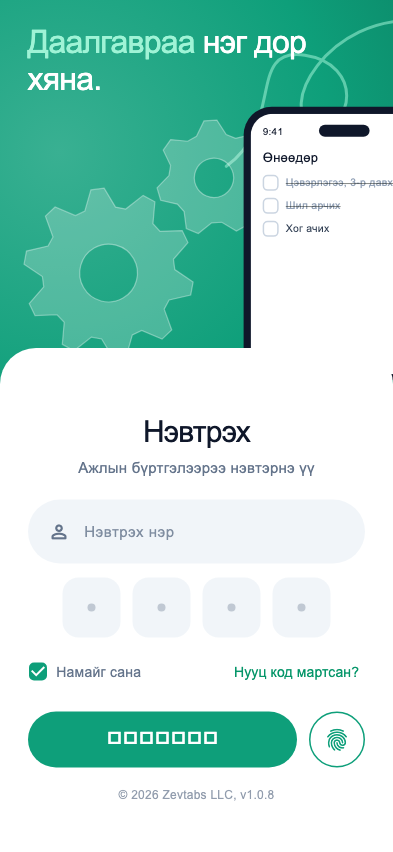 Даалгавраа нэг дор
хяна.
9:41
Өнөөдөр
Цэвэрлэгээ, 3-р давх
Шил арчих
Хог ачих
Нэвтрэх
Ажлын бүртгэлээрээ нэвтэрнэ үү
Нэвтрэх нэр
Намайг сана
Нууц код мартсан?
© 2026 Zevtabs LLC, v1.0.8